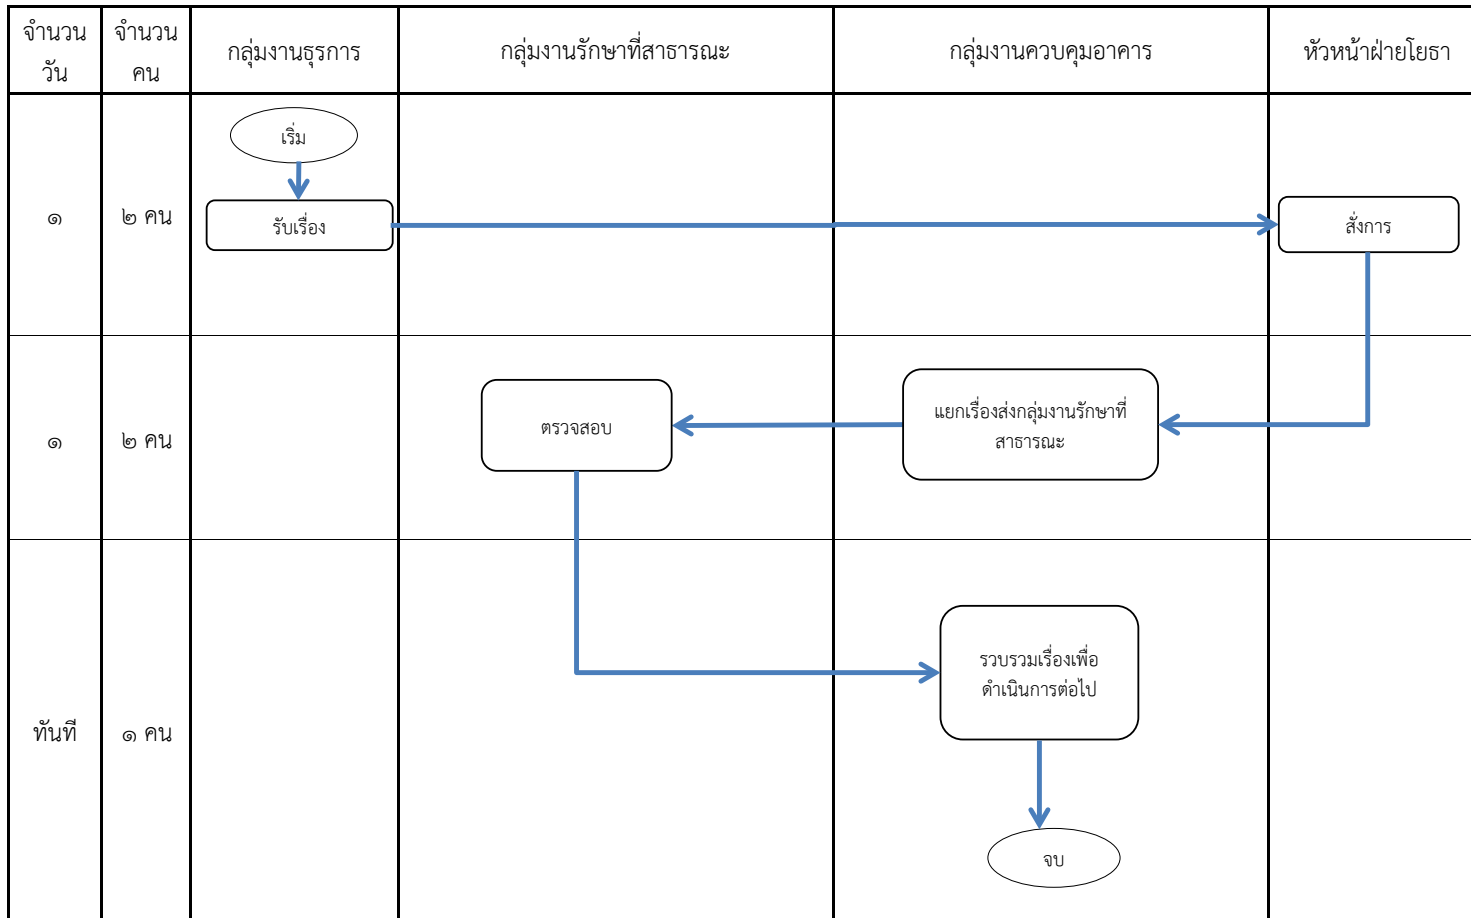 จำนวน
วัน
จำนวน
คน
กลุ่มงานธุรการ
กลุ่มงานรักษาที่สาธารณะ
กลุ่มงานควบคุมอาคาร
หัวหน้าฝ่ายโยธา
เริ่ม
๑
๒ คน
รับเรื่อง
สั่งการ
๑
๒ คน
ตรวจสอบ
แยกเรื่องส่งกลุ่มงานรักษาที่
สาธารณะ
ทันที
๑ คน
รวบรวมเรื่องเพื่อ
ดำเนินการต่อไป
จบ